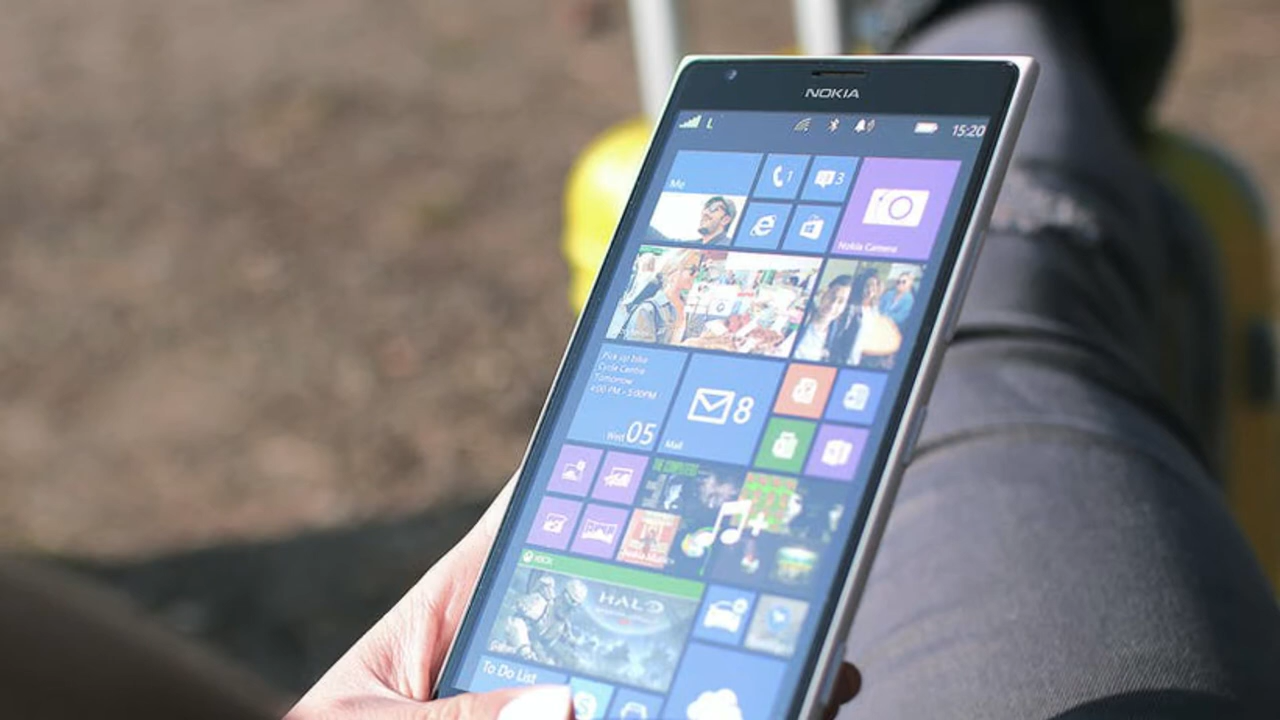 NOKIA
L
15:20
Me
1
3
Nokia Camera
Pick up bike
Cycle Centre
Tomorrow
4:00 PM - 5:00PM
Wed 05
8
Mail
XBOX
HALO
To Do List